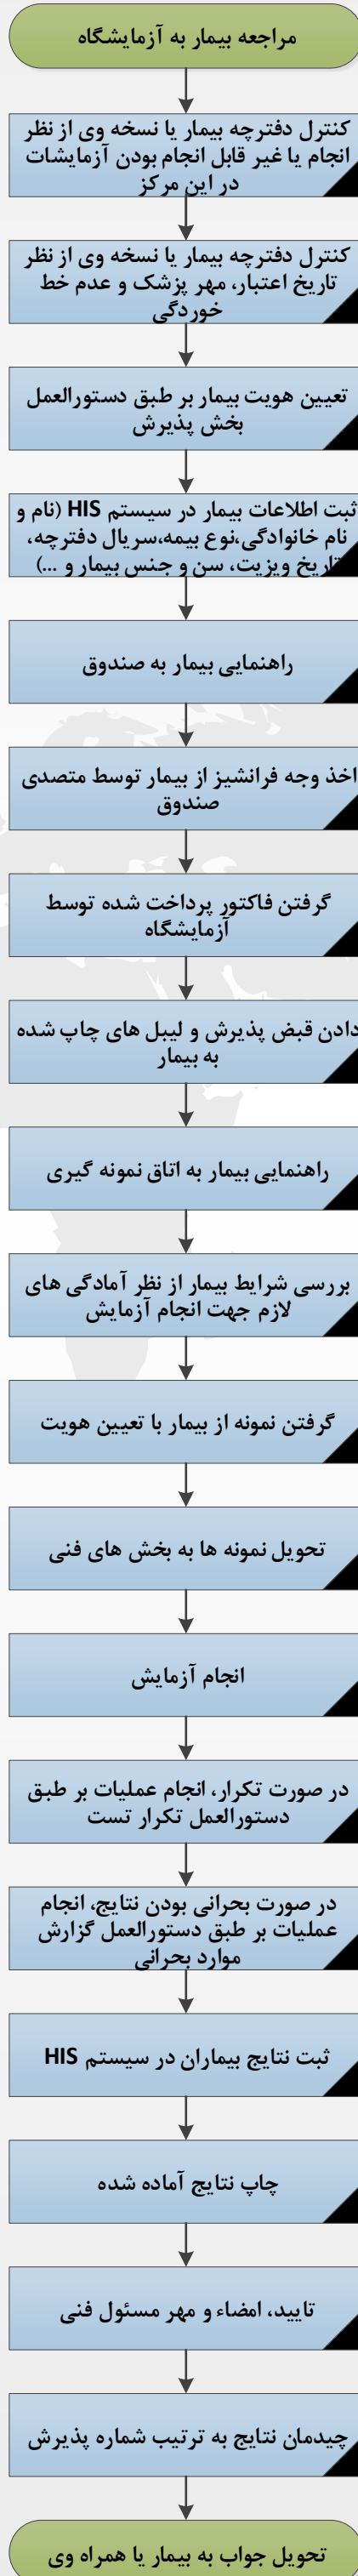 مراجعه بیمار به آزمایشگاه
کنترل دفترچه بیمار یا نسخه وی از نظر
انجام یا غیر قابل انجام بودن آزمایشات
در این مرکز
کنترل دفترچه بیمار یا نسخه وی از نظر
تاریخ اعتبار، مهر پزشک و عدم خط
خوردگی
تعیین هویت بیمار بر طبق دستورالعمل
بخش پذیرش
ثبت اطلاعات بیمار در سیستم HIS (نام و
نام خانوادگی،نوع بیمه،سریال دفترچه،
تاریخ ویزیت، سن و جنس بیمار و ...)
راهنمایی بیمار به صندوق
اخذ وجه فرانشیز از بیمار توسط متصدی
صندوق
گرفتن فاکتور پرداخت شده توسط
آزمایشگاه
دادن قبض پذیرش و لیبل های چاپ شده
به بیمار
راهنمایی بیمار به اتاق نمونه گیری
بررسی شرایط بیمار از نظر آمادگی های
لازم جهت انجام آزمایش
گرفتن نمونه از بیمار با تعیین هویت
تحویل نمونه ها به بخش های فنی
انجام آزمایش
در صورت تکرار، انجام عملیات بر طبق
دستورالعمل تکرار تست
در صورت بحرانی بودن نتایج، انجام
عملیات بر طبق دستورالعمل گزارش
موارد بحرانی
ثبت نتایج بیماران در سیستم HIS
چاپ نتایج آماده شده
تایید، امضاء و مهر مسئول فنی
چیدمان نتایج به ترتیب شماره پذیرش
تحویل جواب به بیمار یا همراه وی